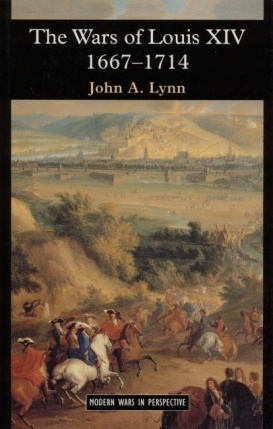 The Wars of Louis XIV
1667–1714
John A. Lynn
MODERN WARS IN PERSPECTIVE